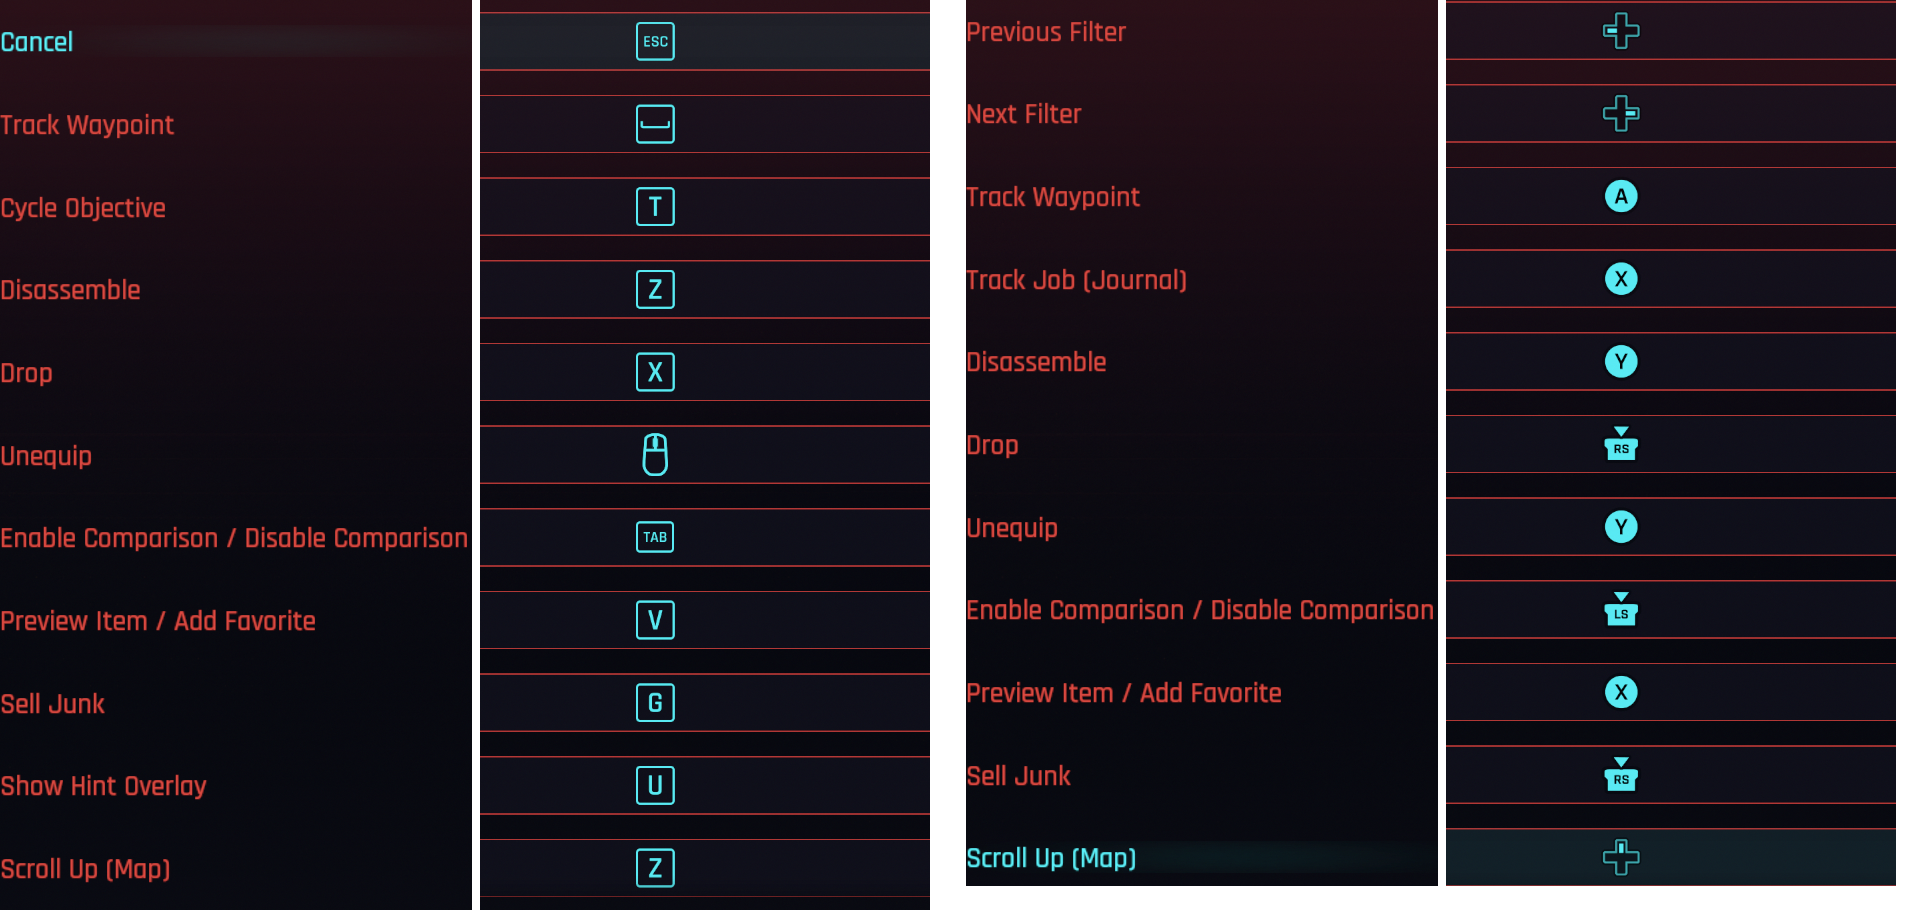 Cancel ESC
Track Waypoint
Cycle Objective T
Disassemble Z
Drop X
Unequip
Enable Comparison / Disable Comparison TAB
Preview Item / Add Favorite V
Sell Junk G
Show Hint Overlay U
Scroll Up (Map) Z
Previous Filter
Next Filter
Track Waypoint A
Track Job (Journal) X
Disassemble Y
Drop RS
Unequip Y
Enable Comparison / Disable Comparison LS
Preview Item / Add Favorite X
Sell Junk RS
Scroll Up (Map)